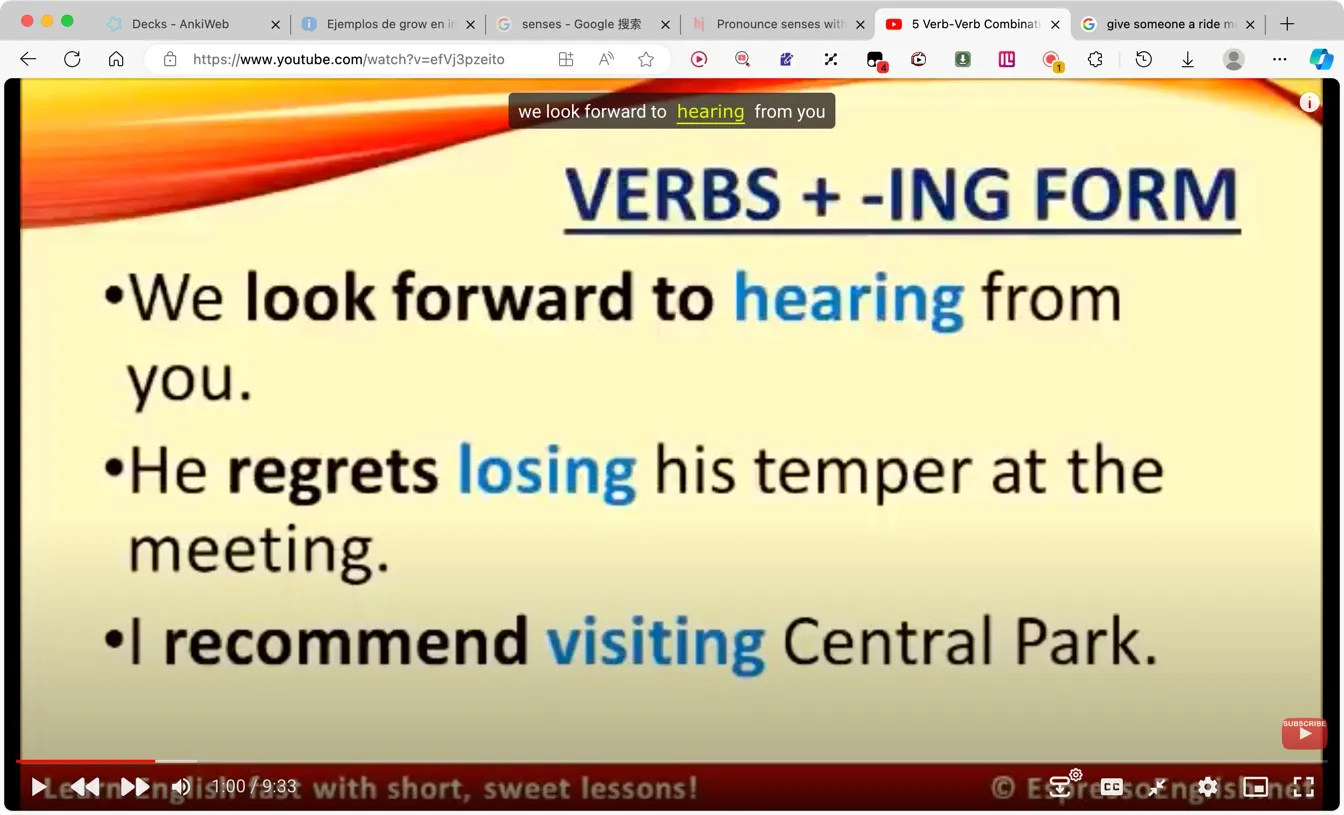 Decks - AnkiWeb
Ejemplos de grow en in
senses - Google 搜索
Pronounce senses with
5 Verb-Verb Combinati
give someone a ride m
https://www.youtube.com/watch?v=efVj3pzeito
4
1
we look forward to hearing from you
VERBS + -ING FORM
•We look forward to hearing from
you.
•He regrets losing his temper at the
meeting.
•I recommend visiting Central Park.
SUBSCRIBE
1:00 / 9:33
Learn English fast with short, sweet lessons!
© EspressoEnglish.net
CC